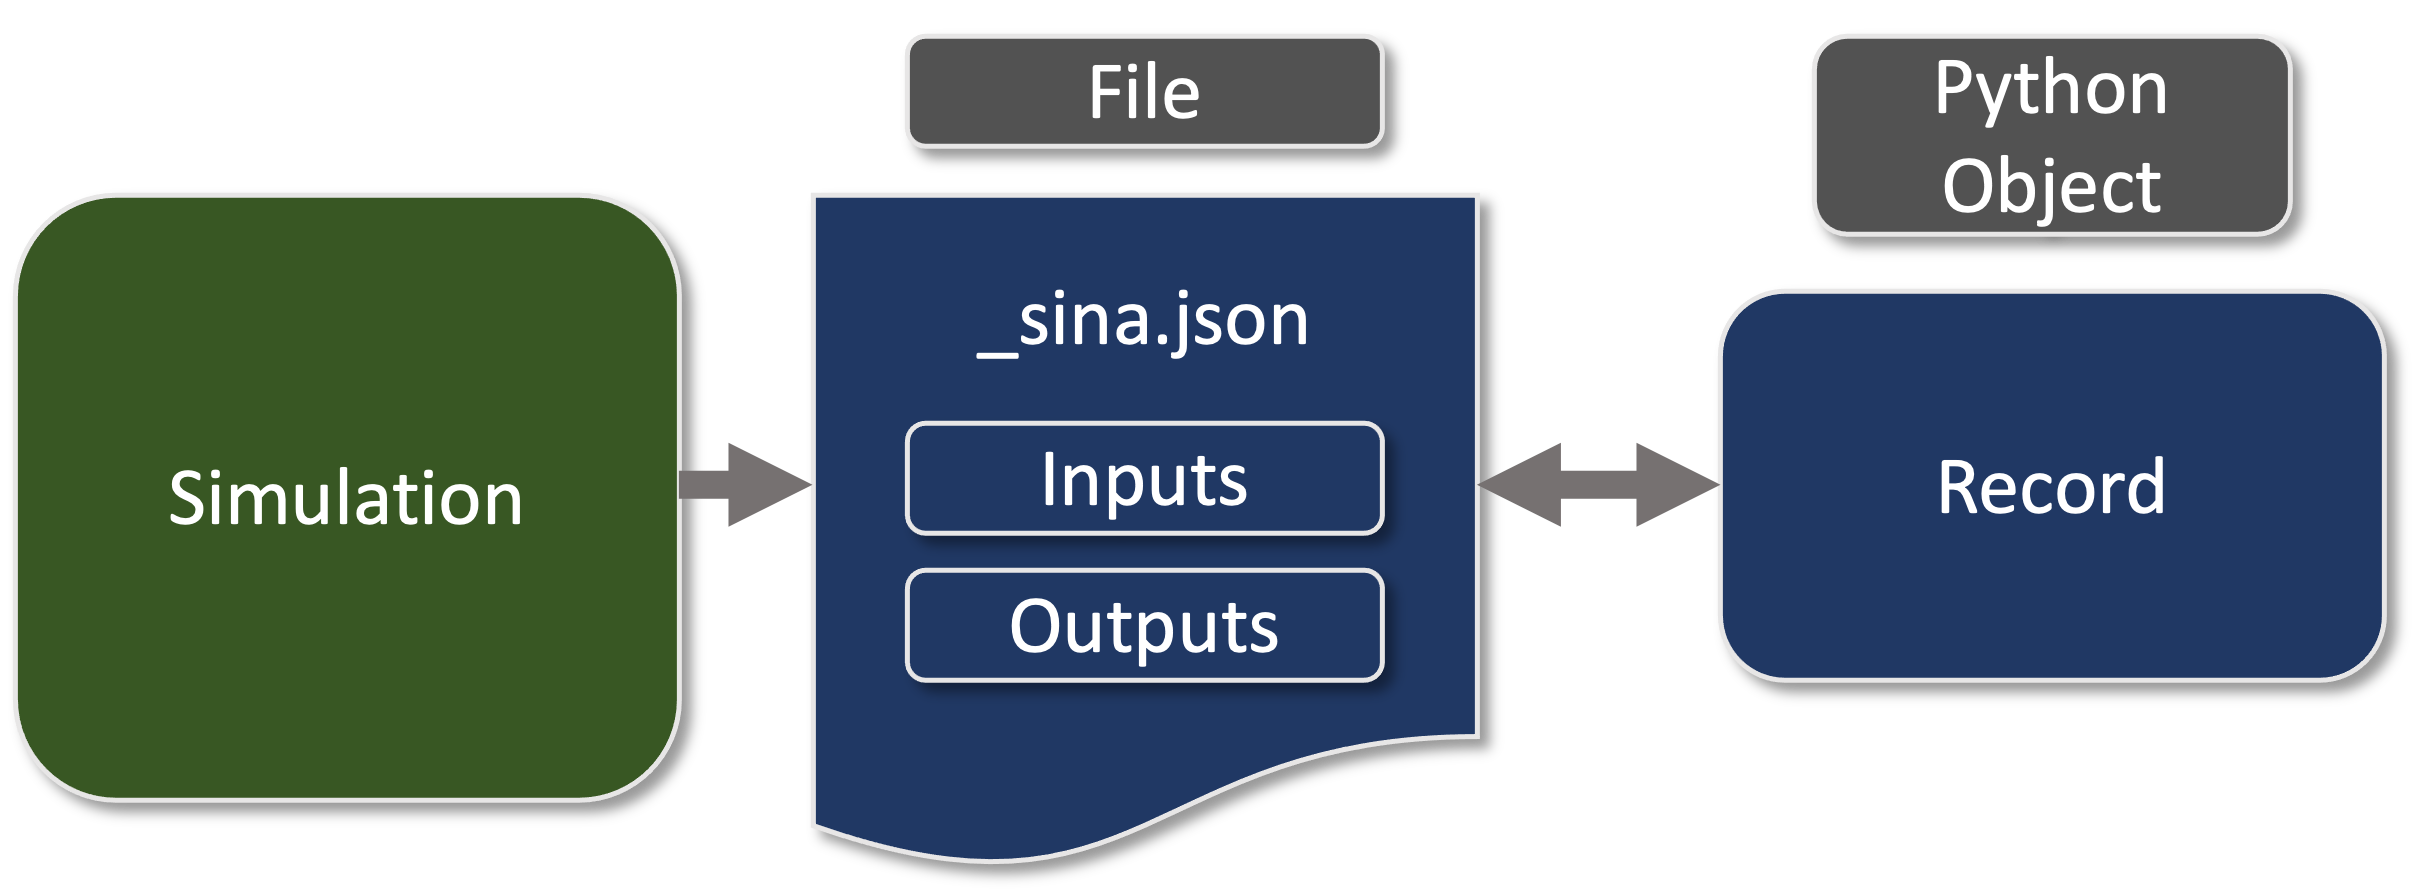 File
Python
Object
Simulation
_sina.json
Inputs
Outputs
Record